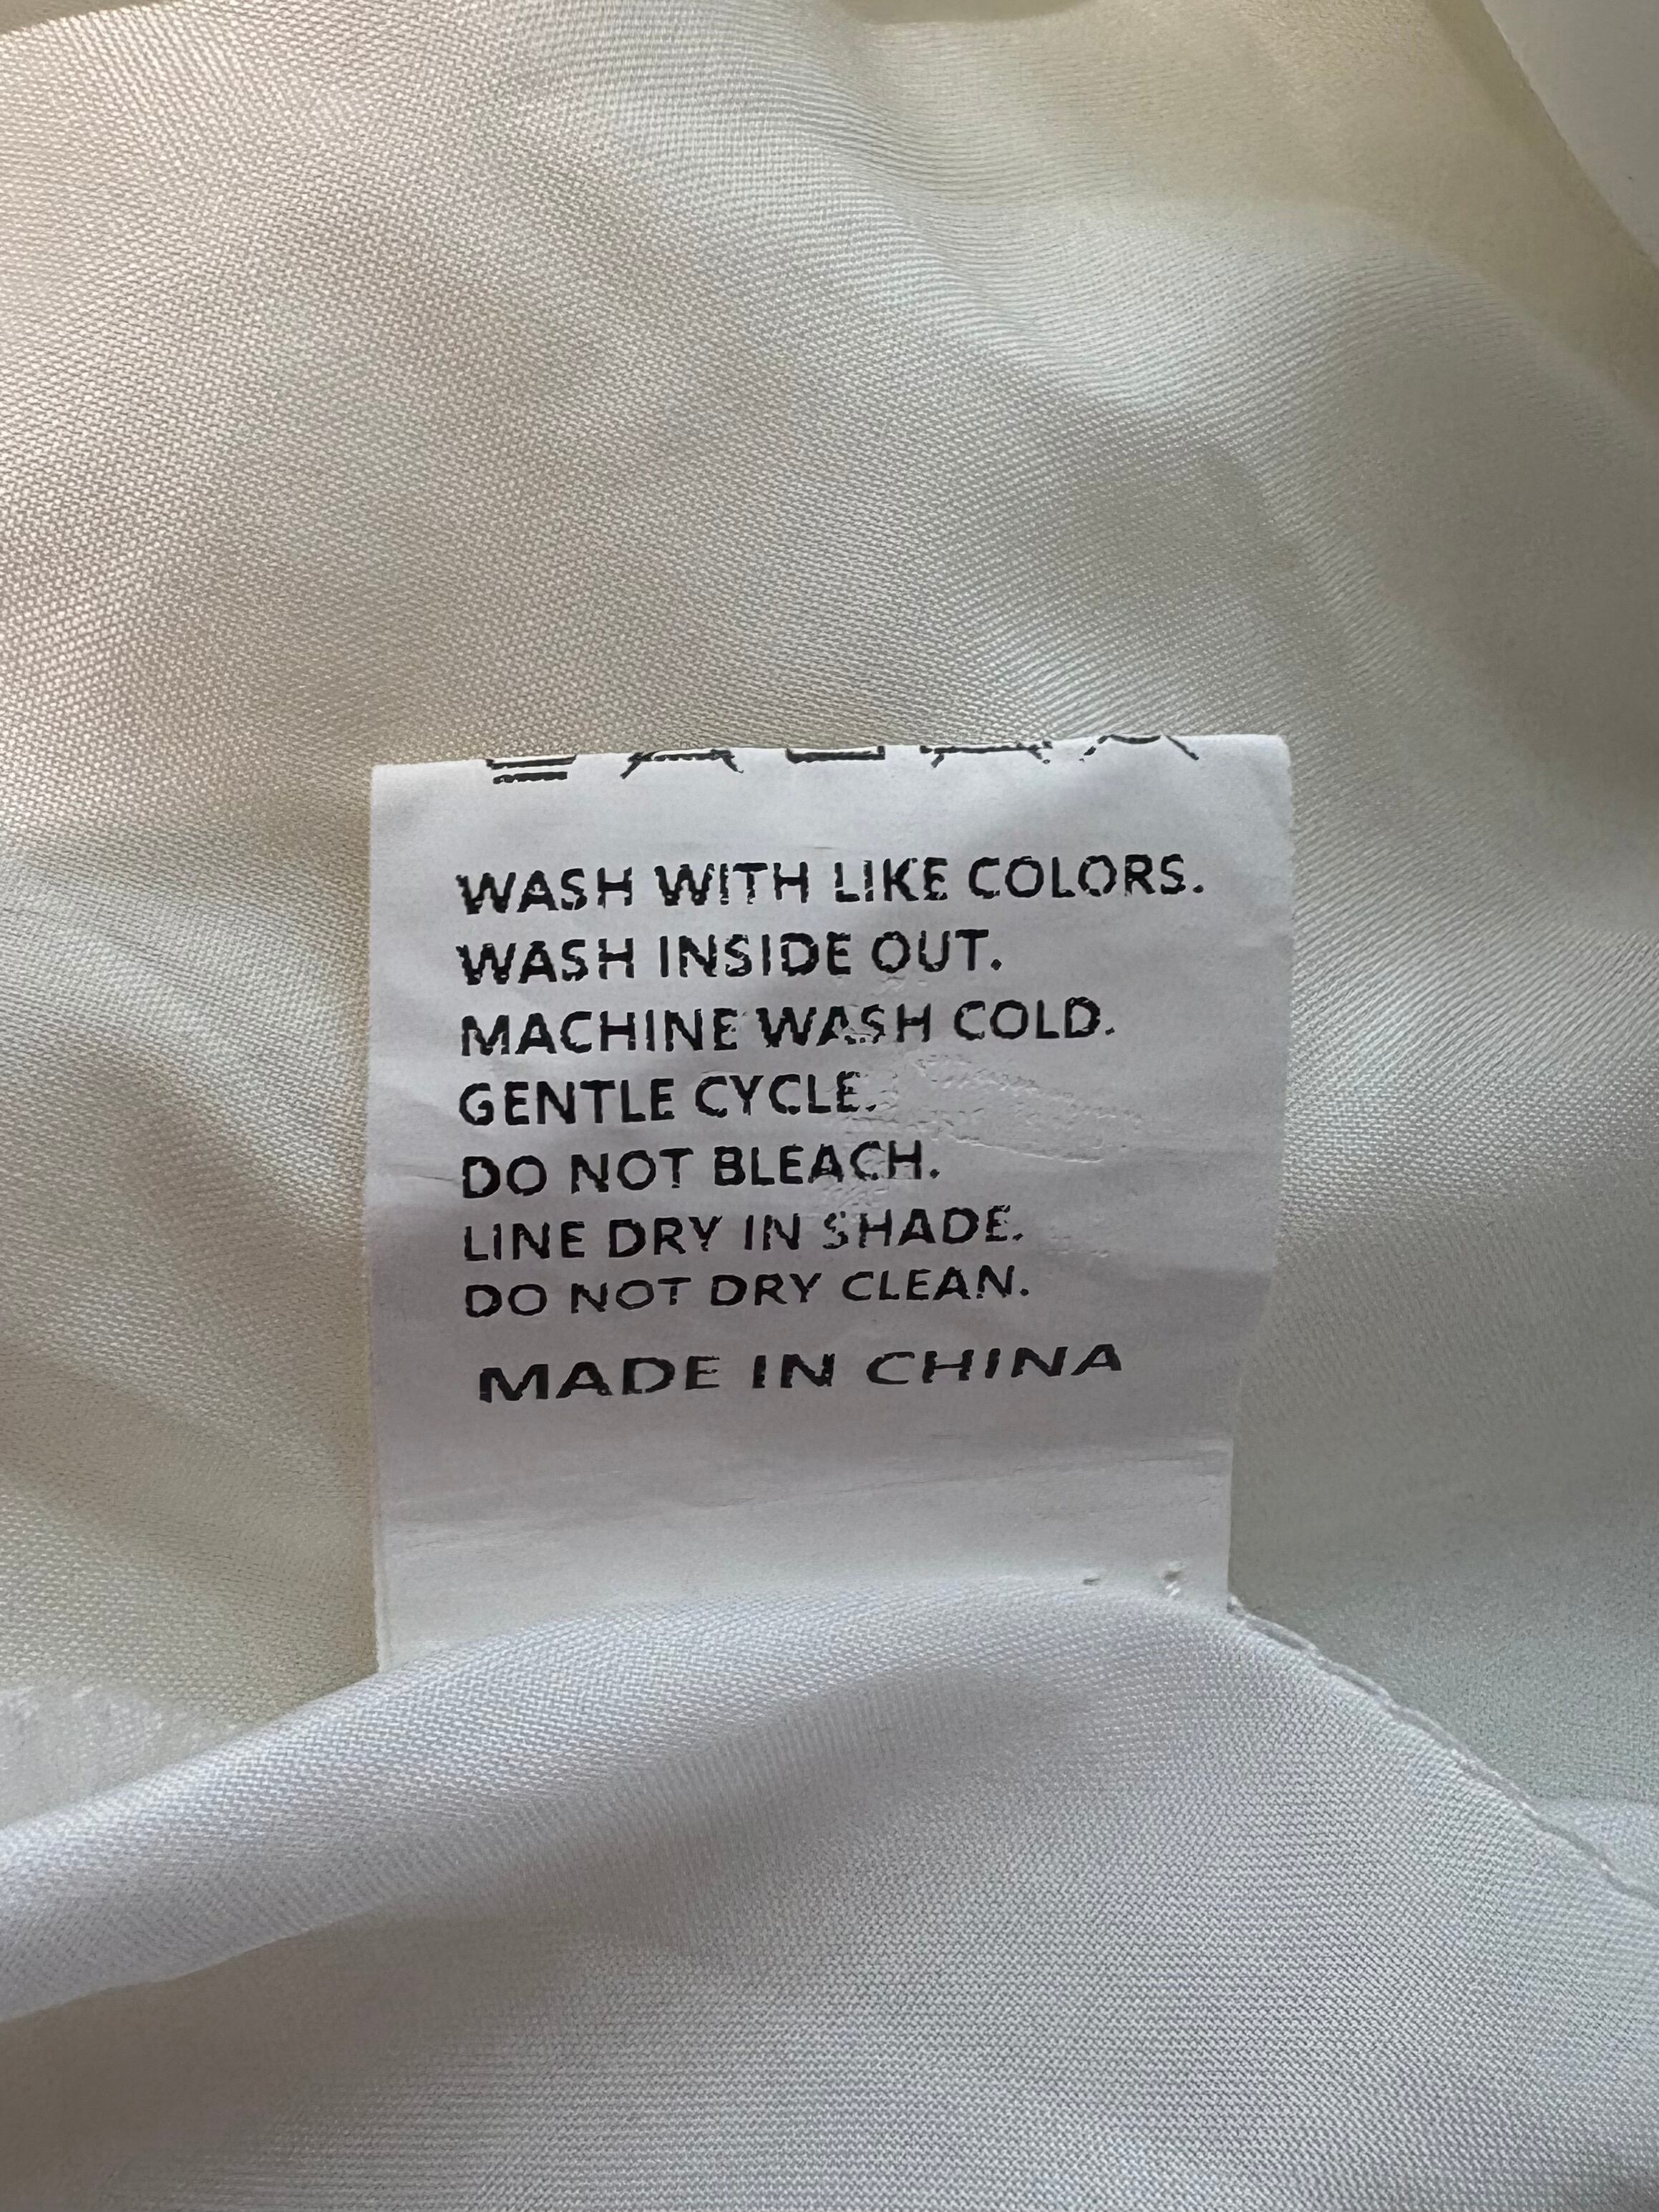 WASH WITH LIKE COLORS.
WASH INSIDE OUT.
MACHINE WASH COLD.
GENTLE CYCLE.
DO NOT BLEACH.
LINE DRY IN SHADE.
DO NOT DRY CLEAN.
MADE IN CHINA